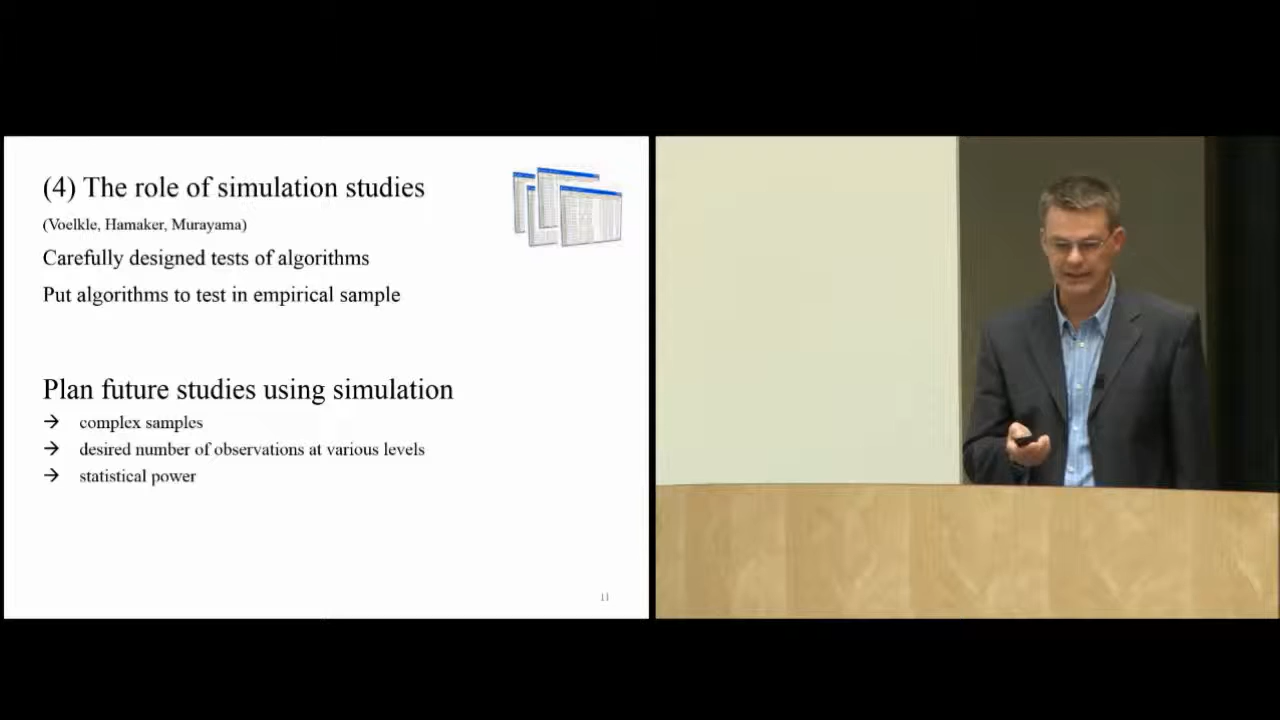 (4) The role of simulation studies
(Voelkle, Hamaker, Murayama)
Carefully designed tests of algorithms
Put algorithms to test in empirical sample
Plan future studies using simulation
→ complex samples
→ desired number of observations at various levels
→ statistical power
11